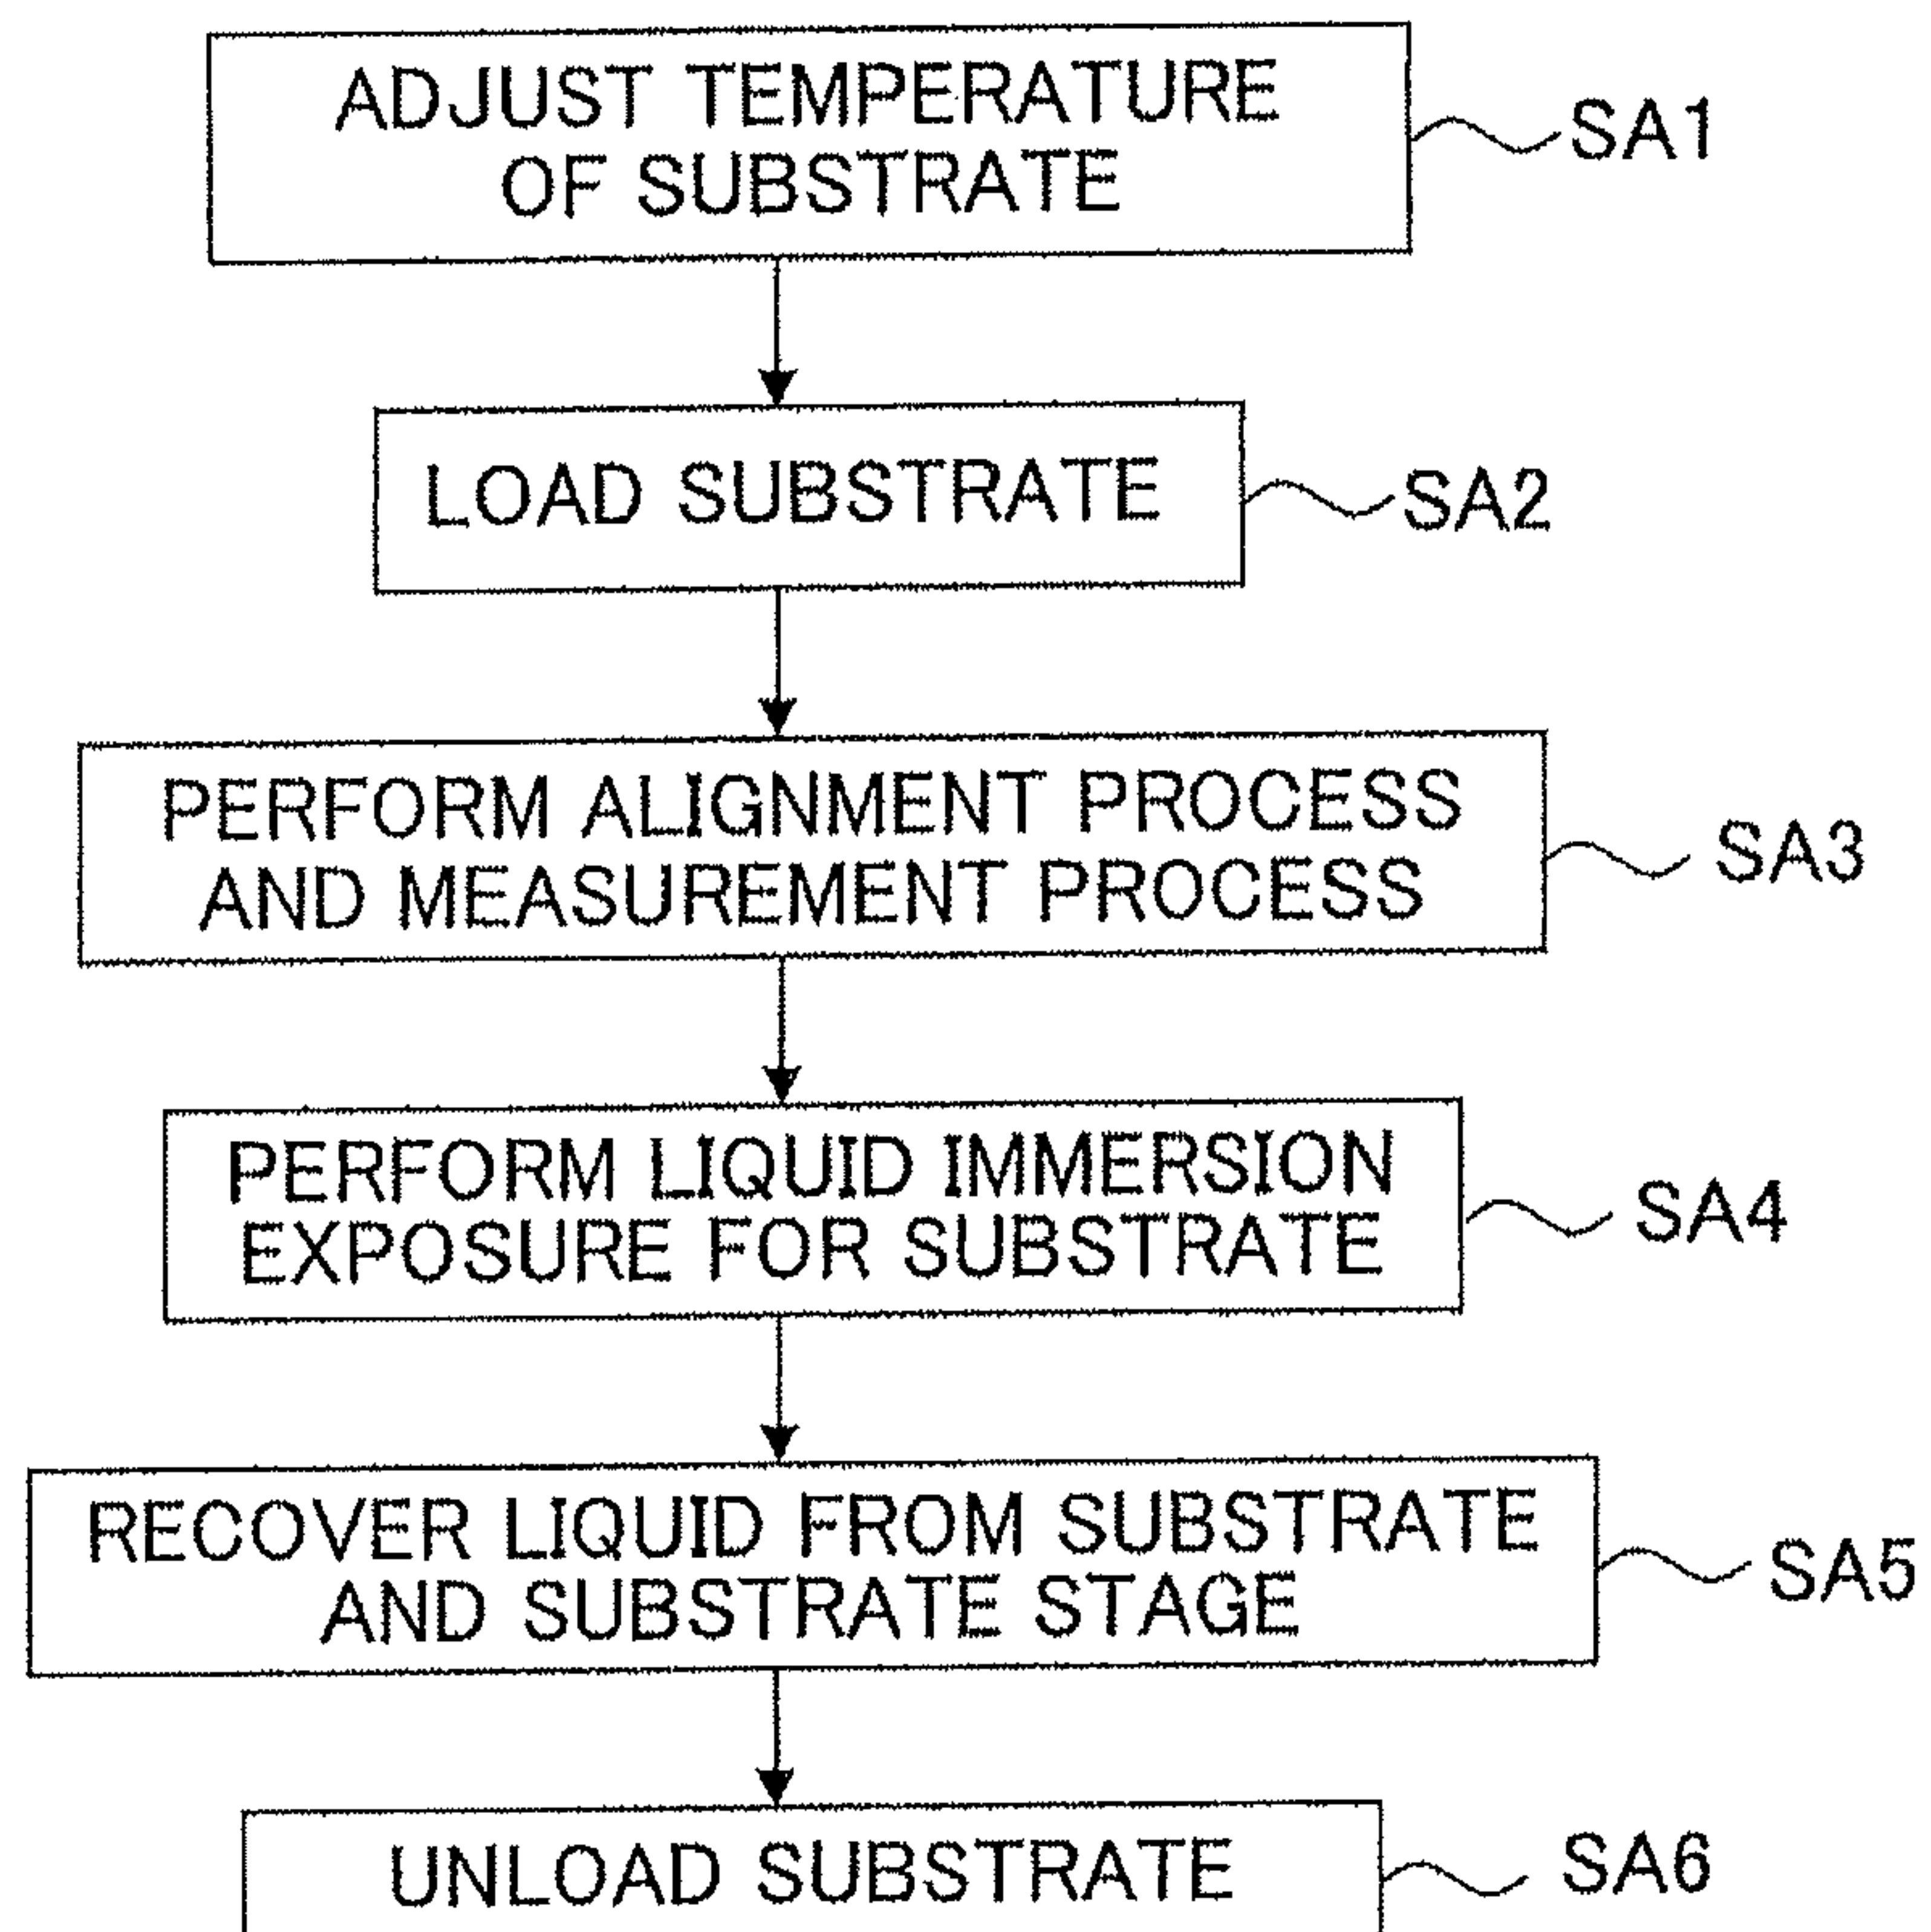 ADJUST TEMPERATURE
OF SUBSTRATE
SA1
LOAD SUBSTRATE
SA2
PERFORM ALIGNMENT PROCESS
AND MEASUREMENT PROCESS
SA3
PERFORM LIQUID IMMERSION
EXPOSURE FOR SUBSTRATE
SA4
RECOVER LIQUID FROM SUBSTRATE
AND SUBSTRATE STAGE
SA5
UNLOAD SUBSTRATE
SA6